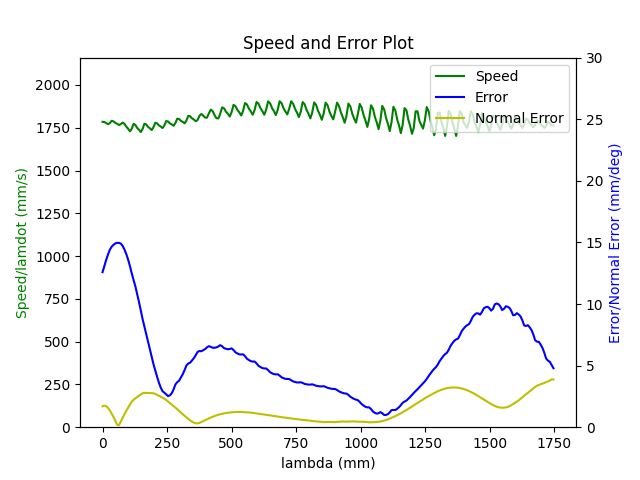 Speed and Error Plot
Speed
Error
Normal Error
Speed/lamdot (mm/s)
2000
1750
1500
1250
1000
750
500
250
0
30
25
20
15
10
5
0
Error/Normal Error (mm/deg)
0 250 500 750 1000 1250 1500 1750
lambda (mm)